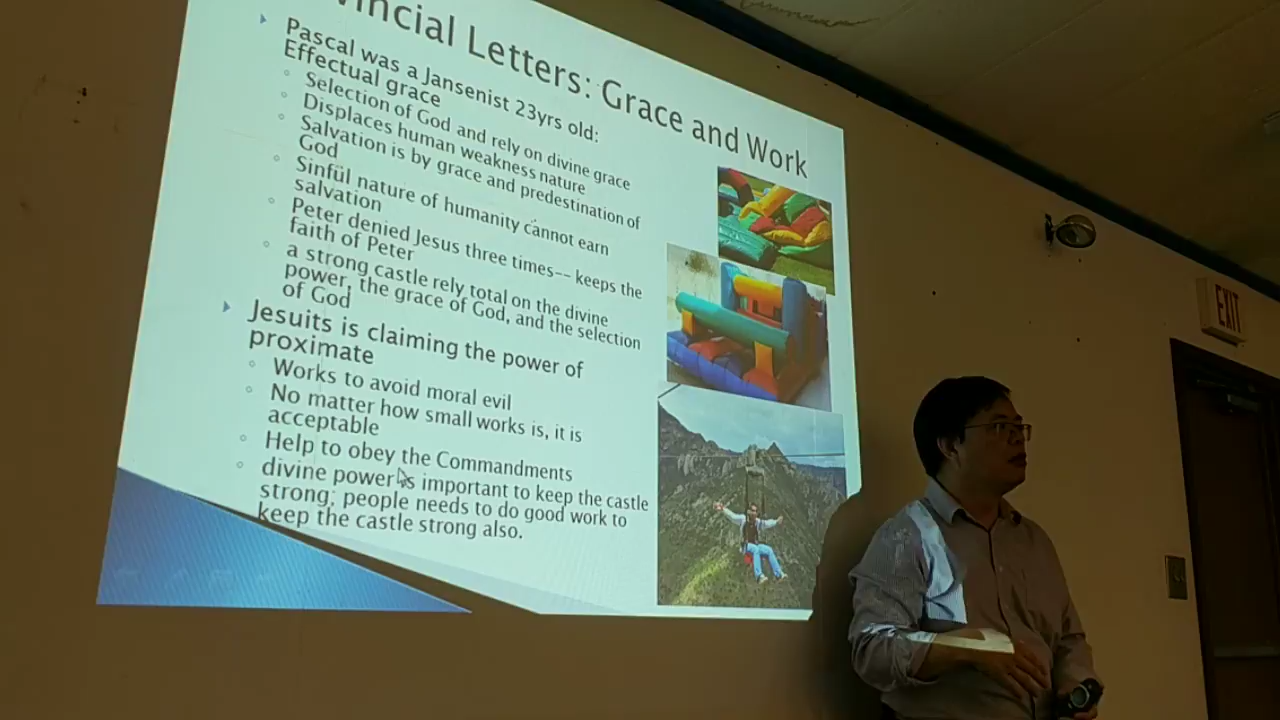 vincial Letters: Grace and Work
Pascal was a Jansenist 23yrs old:
Effectual grace
Selection of God and rely on divine grace
Displaces human weakness nature
Salvation is by grace and predestination of
God
Sinful nature of humanity cannot earn
salvation
Peter denied Jesus three times-- keeps the
faith of Peter
a strong castle rely total on the divine
power, the grace of God, and the selection
of God
Jesuits is claiming the power of
proximate
Works to avoid moral evil
No matter how small works is, it is
acceptable
Help to obey the Commandments
divine power is important to keep the castle
strong; people needs to do good work to
keep the castle strong also.
EXIT